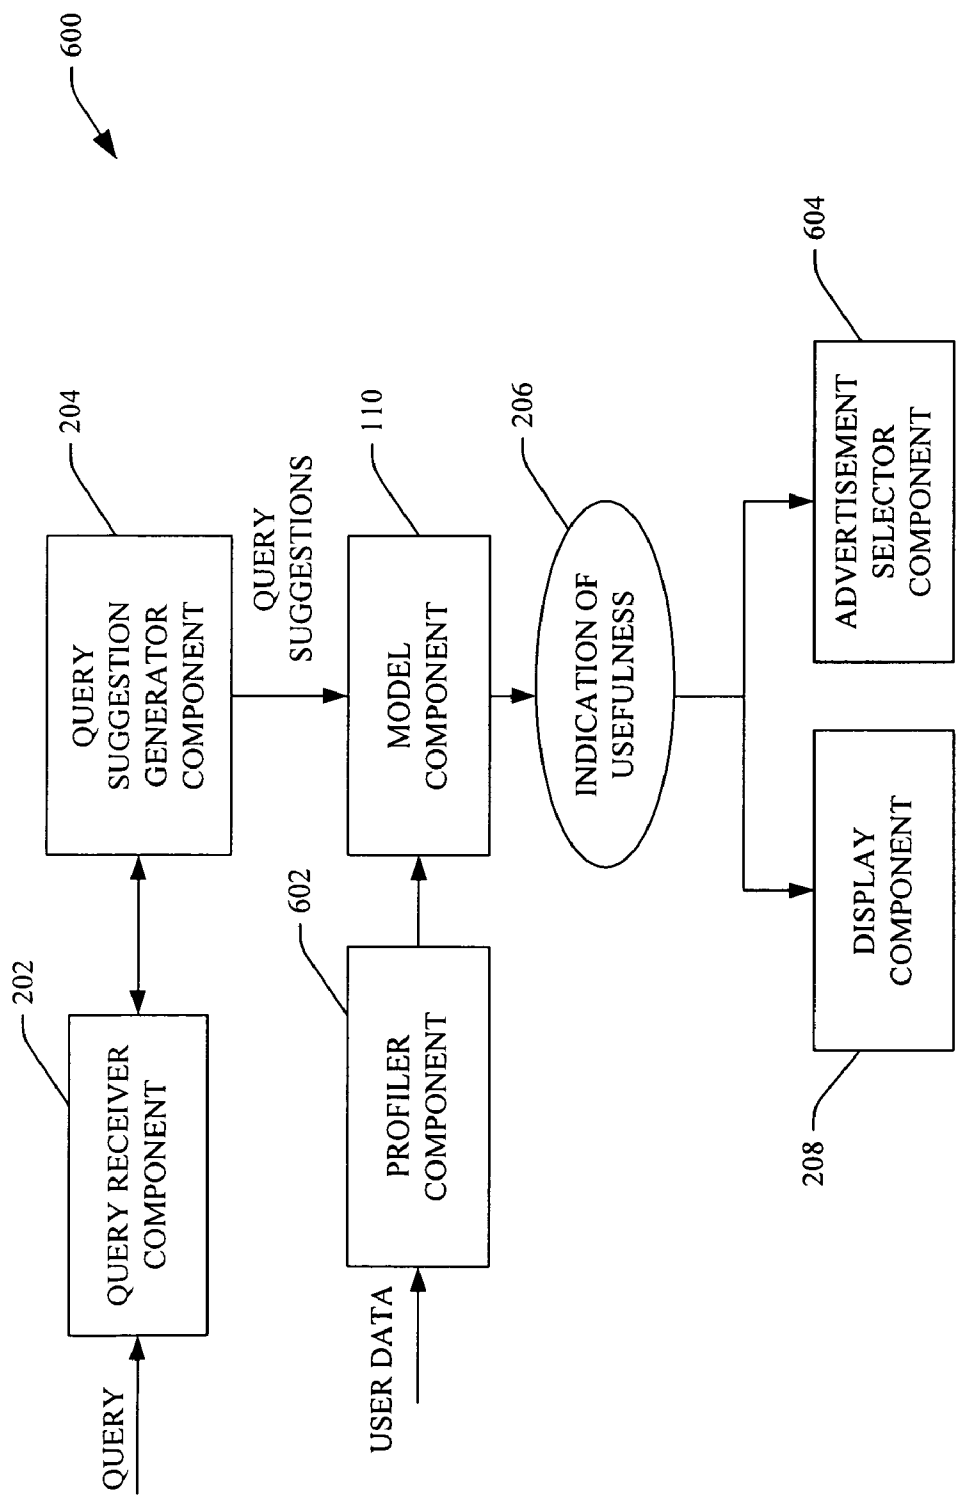 600
204
QUERY
SUGGESTION
GENERATOR
COMPONENT
202
QUERY RECEIVER
COMPONENT
QUERY
QUERY
SUGGESTIONS
110
MODEL
COMPONENT
602
PROFILER
COMPONENT
USER DATA
206
INDICATION OF
USEFULNESS
604
ADVERTISEMENT
SELECTOR
COMPONENT
DISPLAY
COMPONENT
208